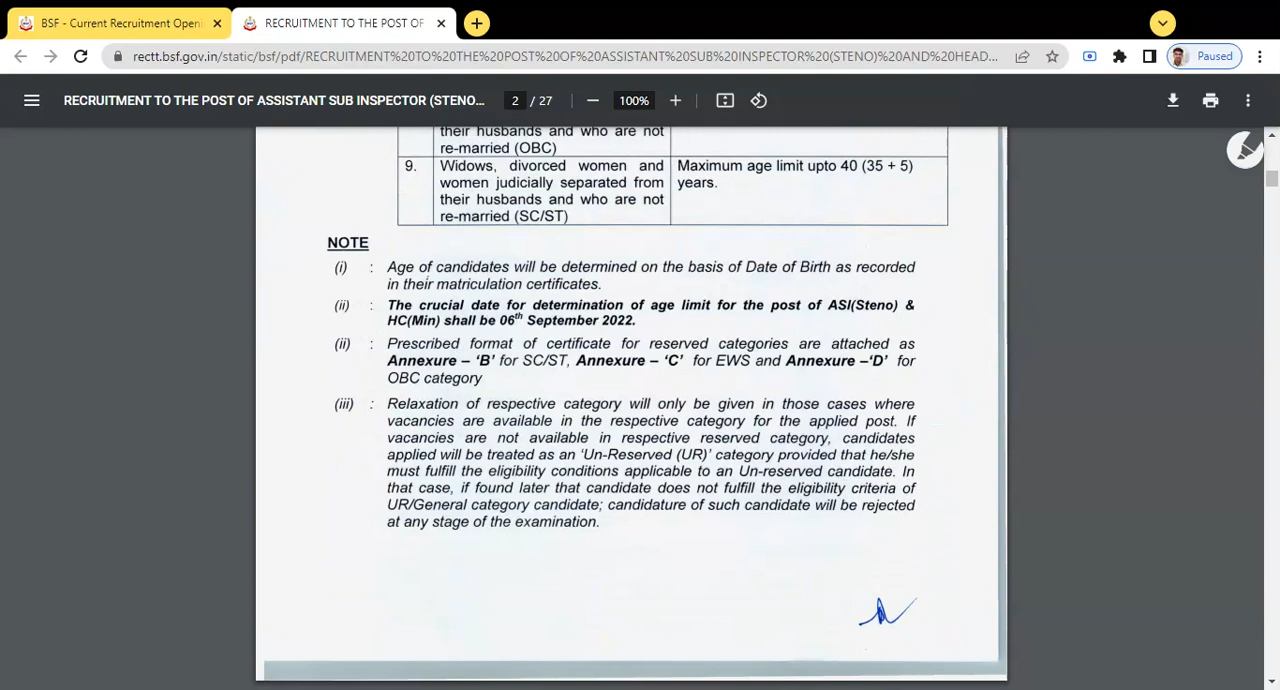 BSF - Current Recruitment Openi
RECRUITMENT TO THE POST OF
rectt.bsf.gov.in/static/bsf/pdf/RECRUITMENT%20TO%20THE%20POST%20OF%20ASSISTANT%20SUB%20INSPECTOR%20(STENO)%20AND%20HEAD...
Paused
RECRUITMENT TO THE POST OF ASSISTANT SUB INSPECTOR (STENO...
2 / 27
100%
their husbands and who are not
re-married (OBC)
9. Widows, divorced women and Maximum age limit upto 40 (35 + 5)
women judicially separated from years.
their husbands and who are not
re-married (SC/ST)
NOTE
(i) : Age of candidates will be determined on the basis of Date of Birth as recorded
in their matriculation certificates.
(ii) : The crucial date for determination of age limit for the post of ASI(Steno) &
HC(Min) shall be 06th September 2022.
(ii) : Prescribed format of certificate for reserved categories are attached as
Annexure – ‘B’ for SC/ST, Annexure – ‘C’ for EWS and Annexure –‘D’ for
OBC category
(iii) : Relaxation of respective category will only be given in those cases where
vacancies are available in the respective category for the applied post. If
vacancies are not available in respective reserved category, candidates
applied will be treated as an ‘Un-Reserved (UR)’ category provided that he/she
must fulfill the eligibility conditions applicable to an Un-reserved candidate. In
that case, if found later that candidate does not fulfill the eligibility criteria of
UR/General category candidate; candidature of such candidate will be rejected
at any stage of the examination.